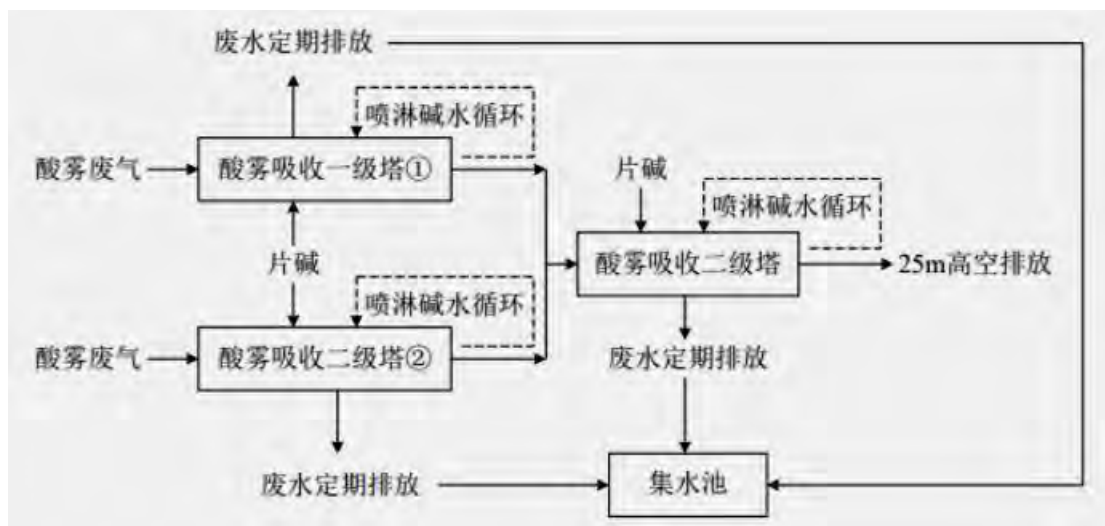 废水定期排放
喷淋碱水循环
酸雾废气
酸雾吸收一级塔①
片碱
喷淋碱水循环
片碱
喷淋碱水循环
酸雾吸收二级塔
25m高空排放
酸雾废气
酸雾吸收二级塔②
废水定期排放
废水定期排放
集水池